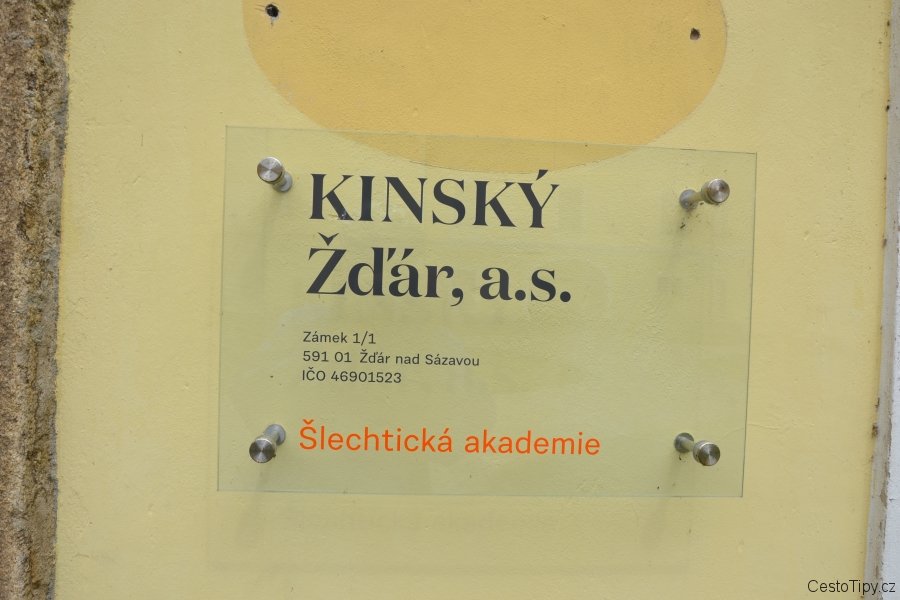 KINSKÝ
Žďár, a.s.
Zámek 1/1
591 01 Žďár nad Sázavou
IČO 46901523
Šlechtická akademie
CestoTipy.cz